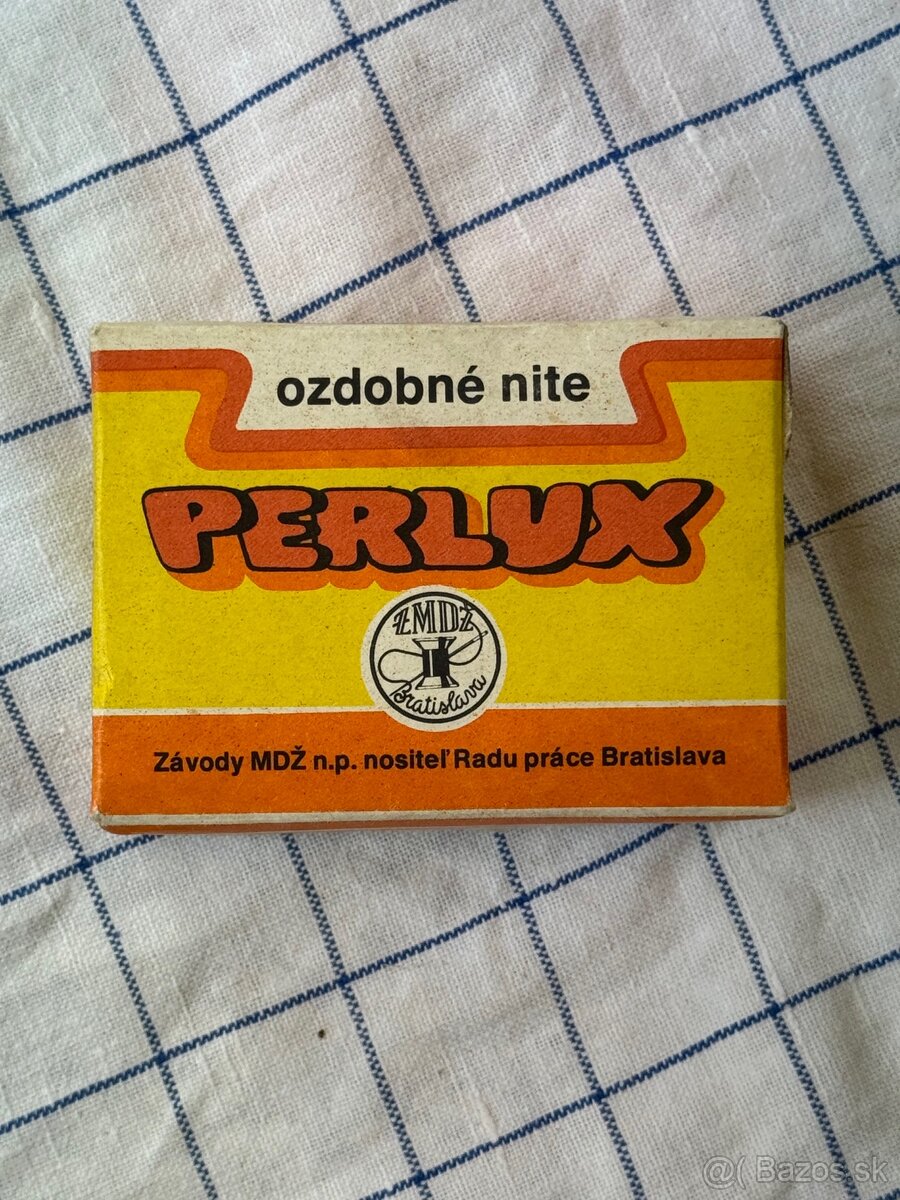 ozdobné nite
PERLUX
ZMDŽ
Bratislava
Závody MDŽ n.p. nositeľ Radu práce Bratislava
@( Bazos.sk